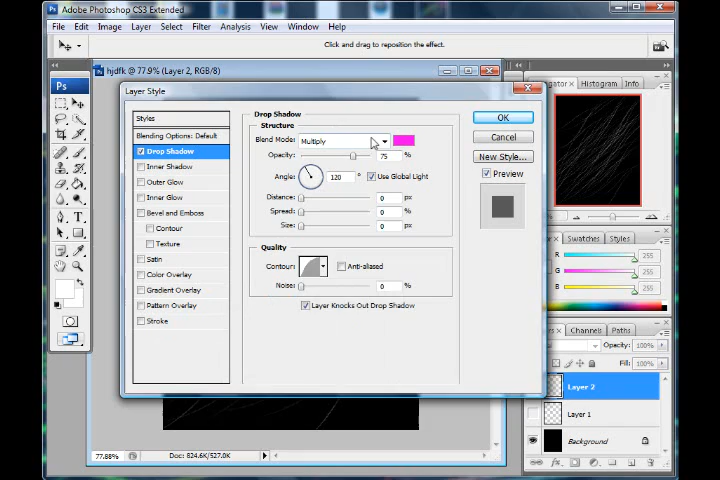 Adobe Photoshop CS3 Extended
File Edit Image Layer Select Filter Analysis View Window Help
Click and drag to reposition the effect.
Ps
hjdfk @ 77.9% (Layer 2, RGB/8)
Histogram Info
Layer Style
Styles
Blending Options: Default
Drop Shadow
Inner Shadow
Outer Glow
Inner Glow
Bevel and Emboss
Contour
Texture
Satin
Color Overlay
Gradient Overlay
Pattern Overlay
Stroke
Drop Shadow
Structure
Blend Mode: Multiply
Opacity: 75 %
Angle: 120 ° Use Global Light
Distance: 0 px
Spread: 0 %
Size: 0 px
Quality
Contour: Anti-aliased
Noise: 0 %
Layer Knocks Out Drop Shadow
OK
Cancel
New Style...
Preview
Swatches Styles
R 255
G 255
B 255
Channels Paths
Opacity: 100%
Fill: 100%
Layer 2
Layer 1
Background
77.88% Doc: 824.6K/527.0K